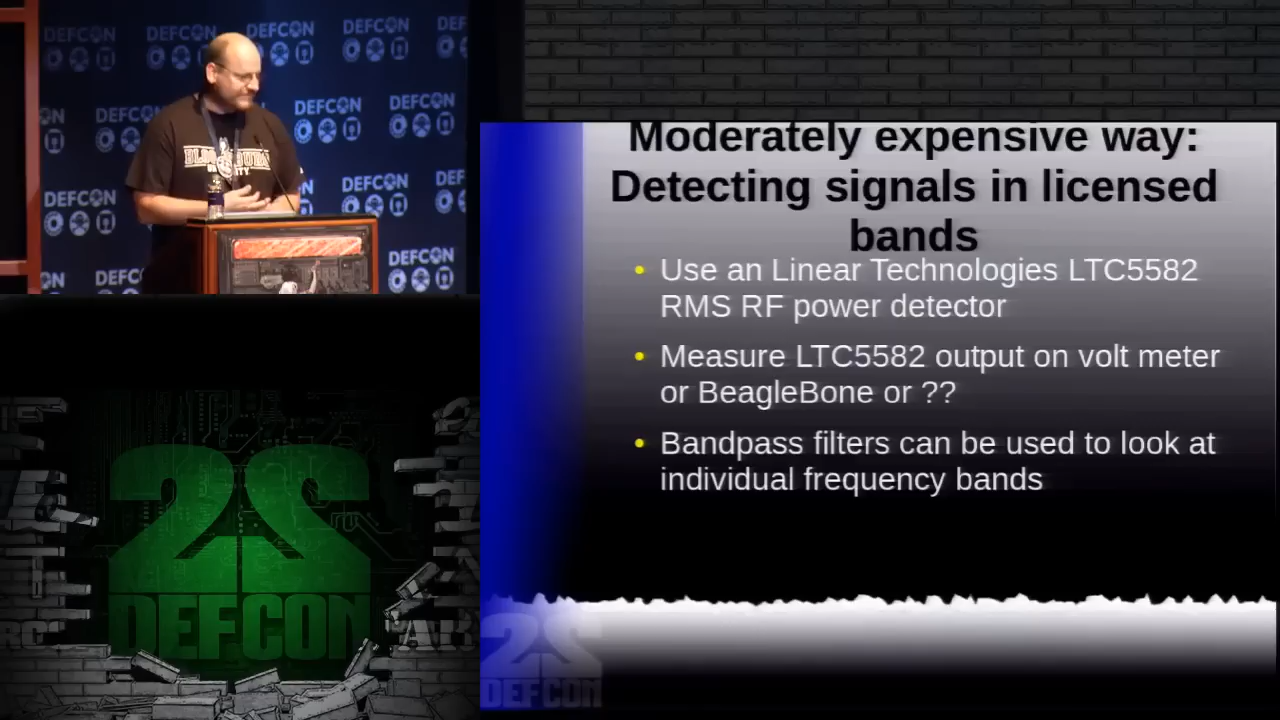 DEFCON DEFCON DEFCON DEFCON
DEFCON DEFCON DEFCON
DEFCON DEFCON
DEFCON
BLOOMSBURG
Moderately expensive way:
Detecting signals in licensed
bands
• Use an Linear Technologies LTC5582
RMS RF power detector
• Measure LTC5582 output on volt meter
or BeagleBone or ??
• Bandpass filters can be used to look at
individual frequency bands
22
DEFCON
22
DEFCON